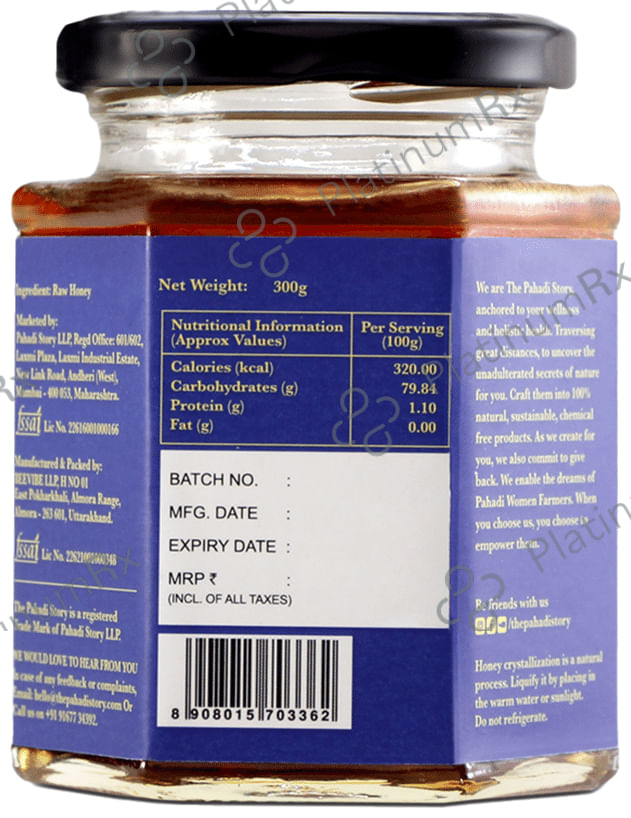 Ingredient: Raw Honey
Marketed by:
Pahadi Story LLP, Regd Office: 601/602,
Laxmi Plaza, Laxmi Industrial Estate,
New Link Road, Andheri (West),
Mumbai - 400 053, Maharashtra.
fssai Lic No. 22616001000166
Manufactured & Packed by:
BEEVIBE LLP, H NO 01
East Pokharkhali, Almora Range,
Almora - 263 601, Uttarakhand.
fssai Lic No. 22621001000348
The Pahadi Story is a registered
Trade Mark of Pahadi Story LLP.
WE WOULD LOVE TO HEAR FROM YOU
in case of any feedback or complaints,
Email: hello@thepahadistory.com Or
Call us on +91 91677 34392.
Net Weight: 300g
Nutritional Information Per Serving
(Approx Values) (100g)
Calories (kcal) 320.00
Carbohydrates (g) 79.84
Protein (g) 1.10
Fat (g) 0.00
BATCH NO. :
MFG. DATE :
EXPIRY DATE :
MRP ₹ :
(INCL. OF ALL TAXES)
8 908015 703362
We are The Pahadi Story,
anchored to your wellness
and holistic health. Traversing
great distances, to uncover the
unadulterated secrets of nature
for you. Craft them into 100%
natural, sustainable, chemical
free products. As we create for
you, we also commit to give
back. We enable the dreams of
Pahadi Women Farmers. When
you choose us, you choose to
empower them.
Be friends with us
/thepahadistory
Honey crystallization is a natural
process. Liquify it by placing in
the warm water or sunlight.
Do not refrigerate.
PlatinumRx
PlatinumRx
PlatinumRx
PlatinumRx
PlatinumRx